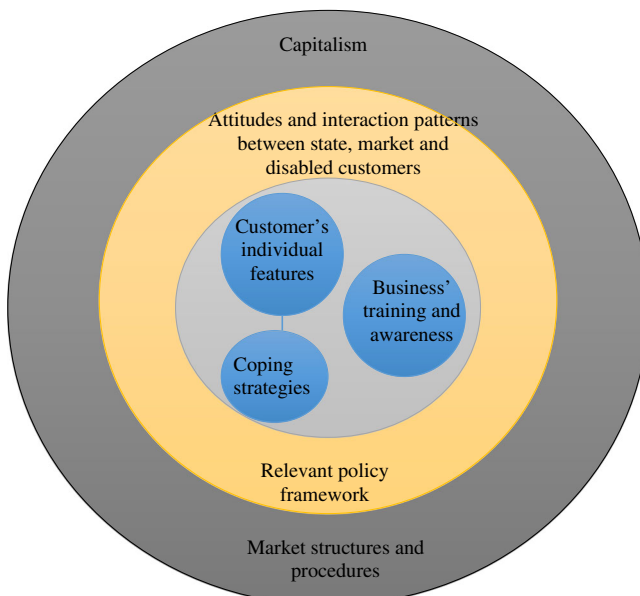 Capitalism
Attitudes and interaction patterns
between state, market and
disabled customers
Customer's
individual
features
Business'
training and
awareness
Coping
strategies
Relevant policy
framework
Market structures and
procedures